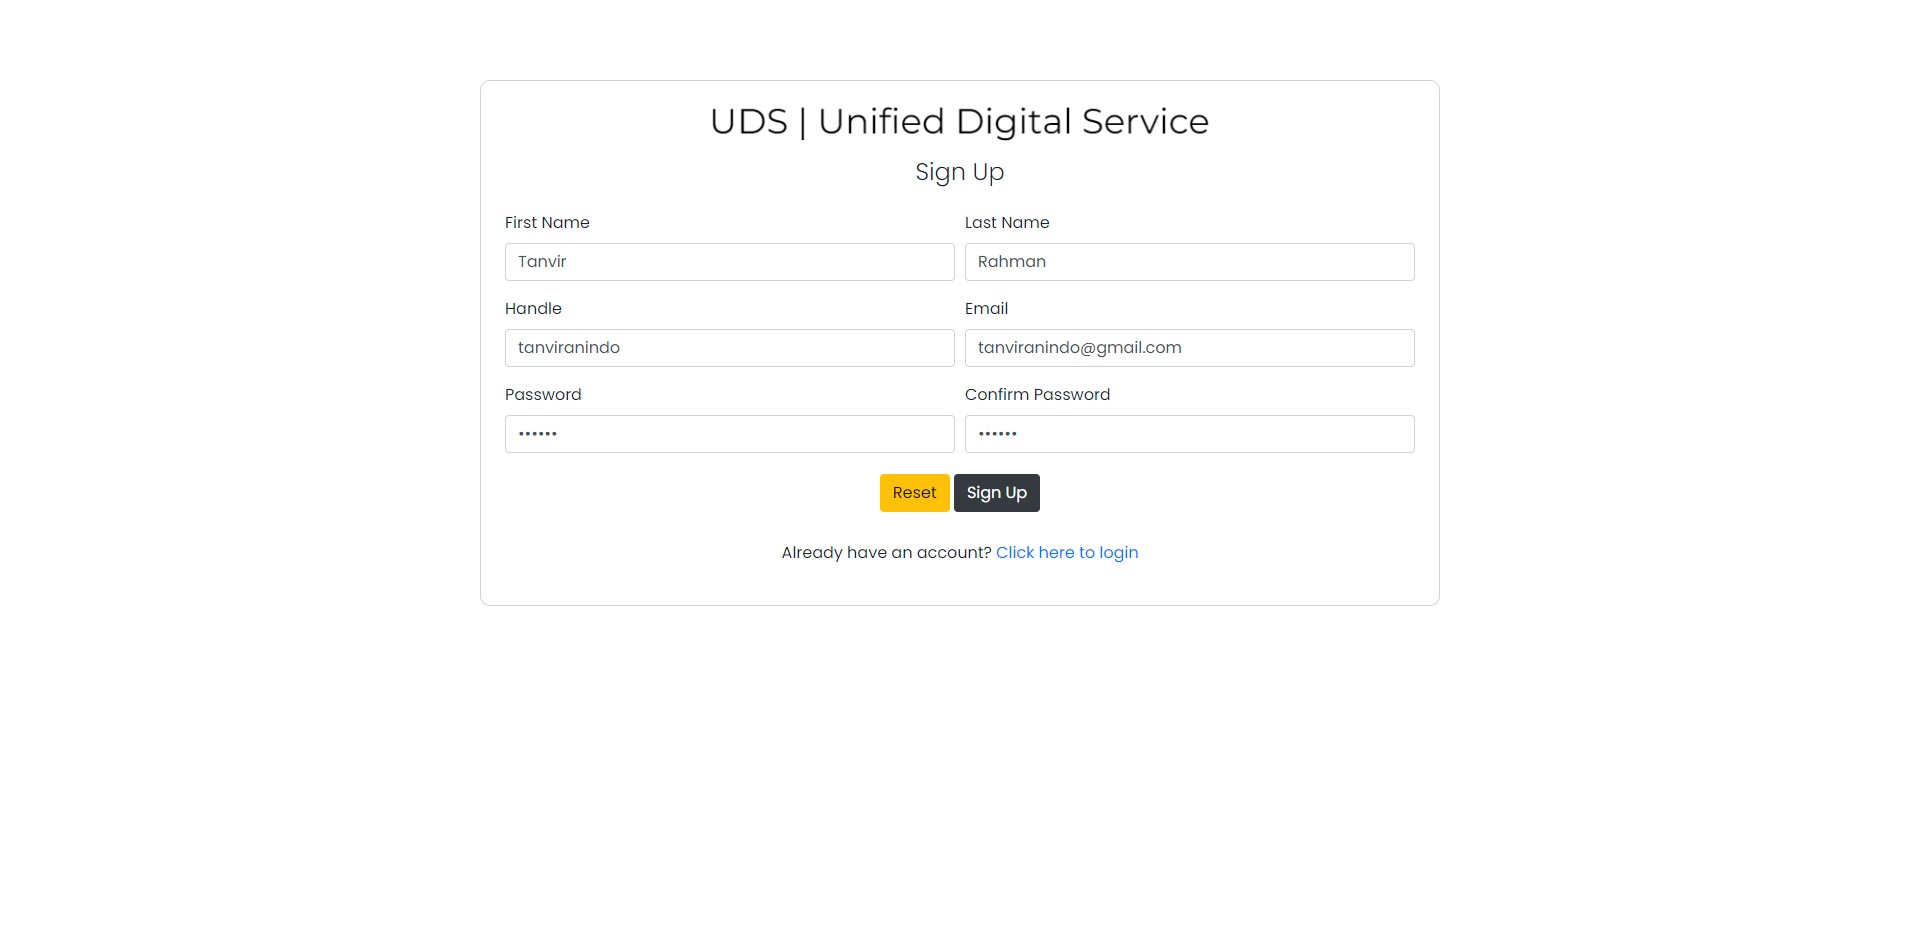 UDS | Unified Digital Service
Sign Up
First Name
Last Name
Tanvir
Rahman
Handle
Email
tanviranindo
tanviranindo@gmail.com
Password
Confirm Password
••••••
••••••
Reset
Sign Up
Already have an account? Click here to login